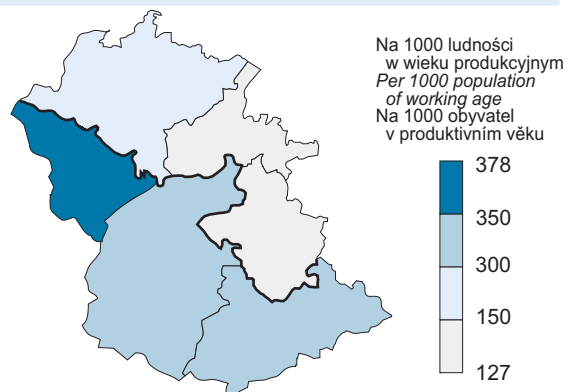 Na 1000 ludności
w wieku produkcyjnym
Per 1000 population
of working age
Na 1000 obyvatel
v produktivním věku
378
350
300
150
127